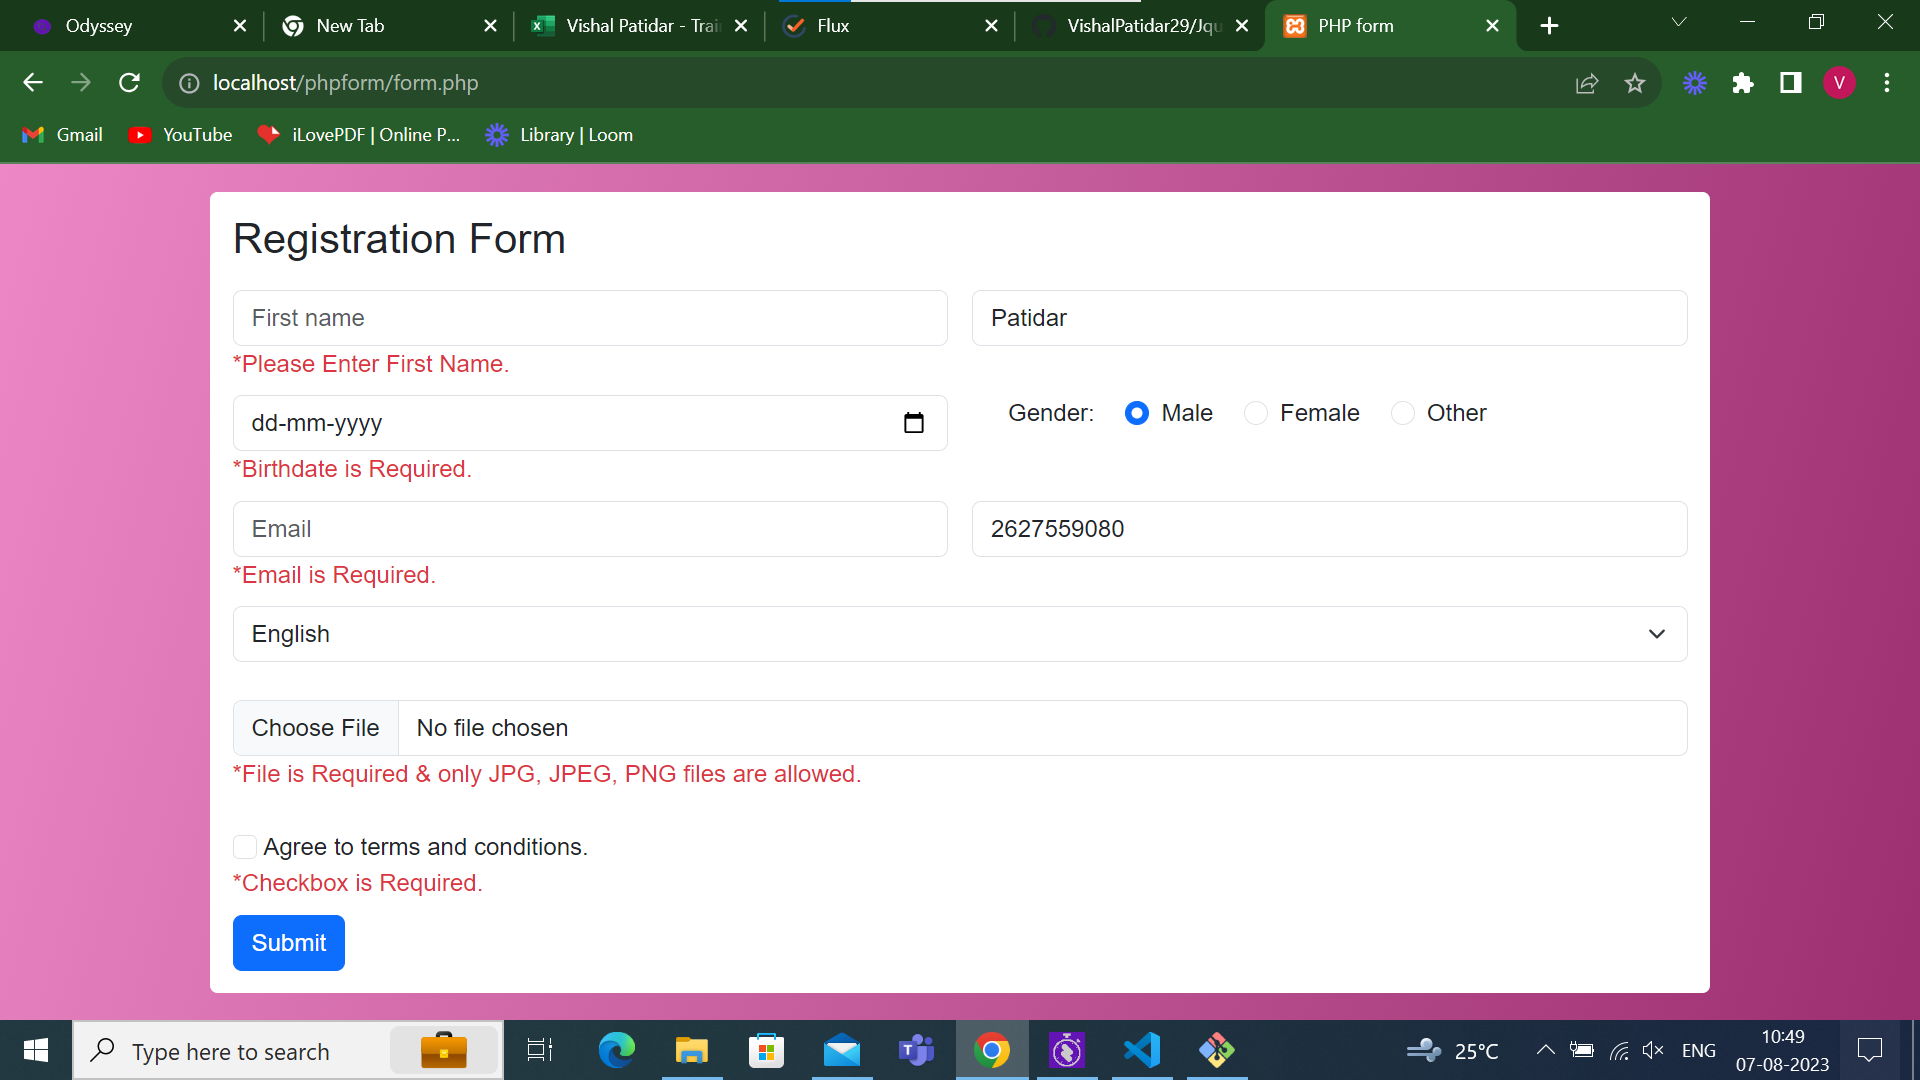 Odyssey
New Tab
Vishal Patidar - Trai
Flux
VishalPatidar29/Jqu
PHP form
localhost/phpform/form.php
V
Gmail
YouTube
iLovePDF | Online P...
Library | Loom
Registration Form
First name
Patidar
*Please Enter First Name.
dd-mm-yyyy
Gender:
Male
Female
Other
*Birthdate is Required.
Email
2627559080
*Email is Required.
English
Choose File
No file chosen
*File is Required & only JPG, JPEG, PNG files are allowed.
Agree to terms and conditions.
*Checkbox is Required.
Submit
Type here to search
25°C
ENG
10:49
07-08-2023